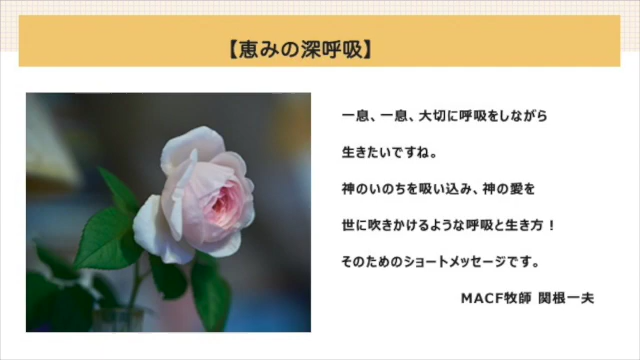 【恵みの深呼吸】
一息、一息、大切に呼吸をしながら
生きたいですね。
神のいのちを吸い込み、神の愛を
世に吹きかけるような呼吸と生き方！
そのためのショートメッセージです。
MACF牧師 関根一夫